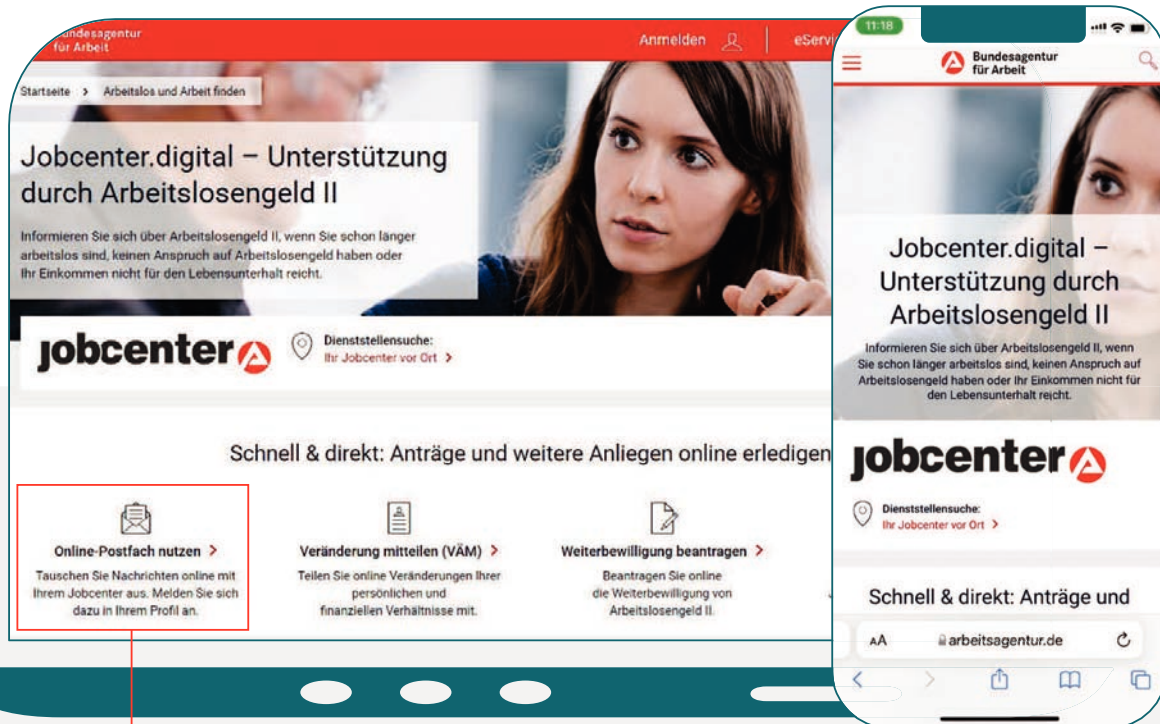 für Arbeit
Anmelden
Startseite > Arbeitslos und Arbeit finden
Jobcenter.digital – Unterstützung
durch Arbeitslosengeld II
Informieren Sie sich über Arbeitslosengeld II, wenn Sie schon länger
arbeitslos sind, keinen Anspruch auf Arbeitslosengeld haben oder
Ihr Einkommen nicht für den Lebensunterhalt reicht.
jobcenter
Dienststellensuche:
Ihr Jobcenter vor Ort >
Schnell & direkt: Anträge und weitere Anliegen online erledigen
Online-Postfach nutzen >
Tauschen Sie Nachrichten online mit
Ihrem Jobcenter aus. Melden Sie sich
dazu in Ihrem Profil an.
Veränderung mitteilen (VÄM) >
Teilen Sie online Veränderungen Ihrer
persönlichen und
finanziellen Verhältnisse mit.
Weiterbewilligung beantragen >
Beantragen Sie online
die Weiterbewilligung von
Arbeitslosengeld II.
11:18
Bundesagentur
für Arbeit
Jobcenter.digital –
Unterstützung durch
Arbeitslosengeld II
Informieren Sie sich über Arbeitslosengeld II, wenn
Sie schon länger arbeitslos sind, keinen Anspruch auf
Arbeitslosengeld haben oder Ihr Einkommen nicht für
den Lebensunterhalt reicht.
jobcenter
Dienststellensuche:
Ihr Jobcenter vor Ort >
Schnell & direkt: Anträge und
AA arbeitsagentur.de